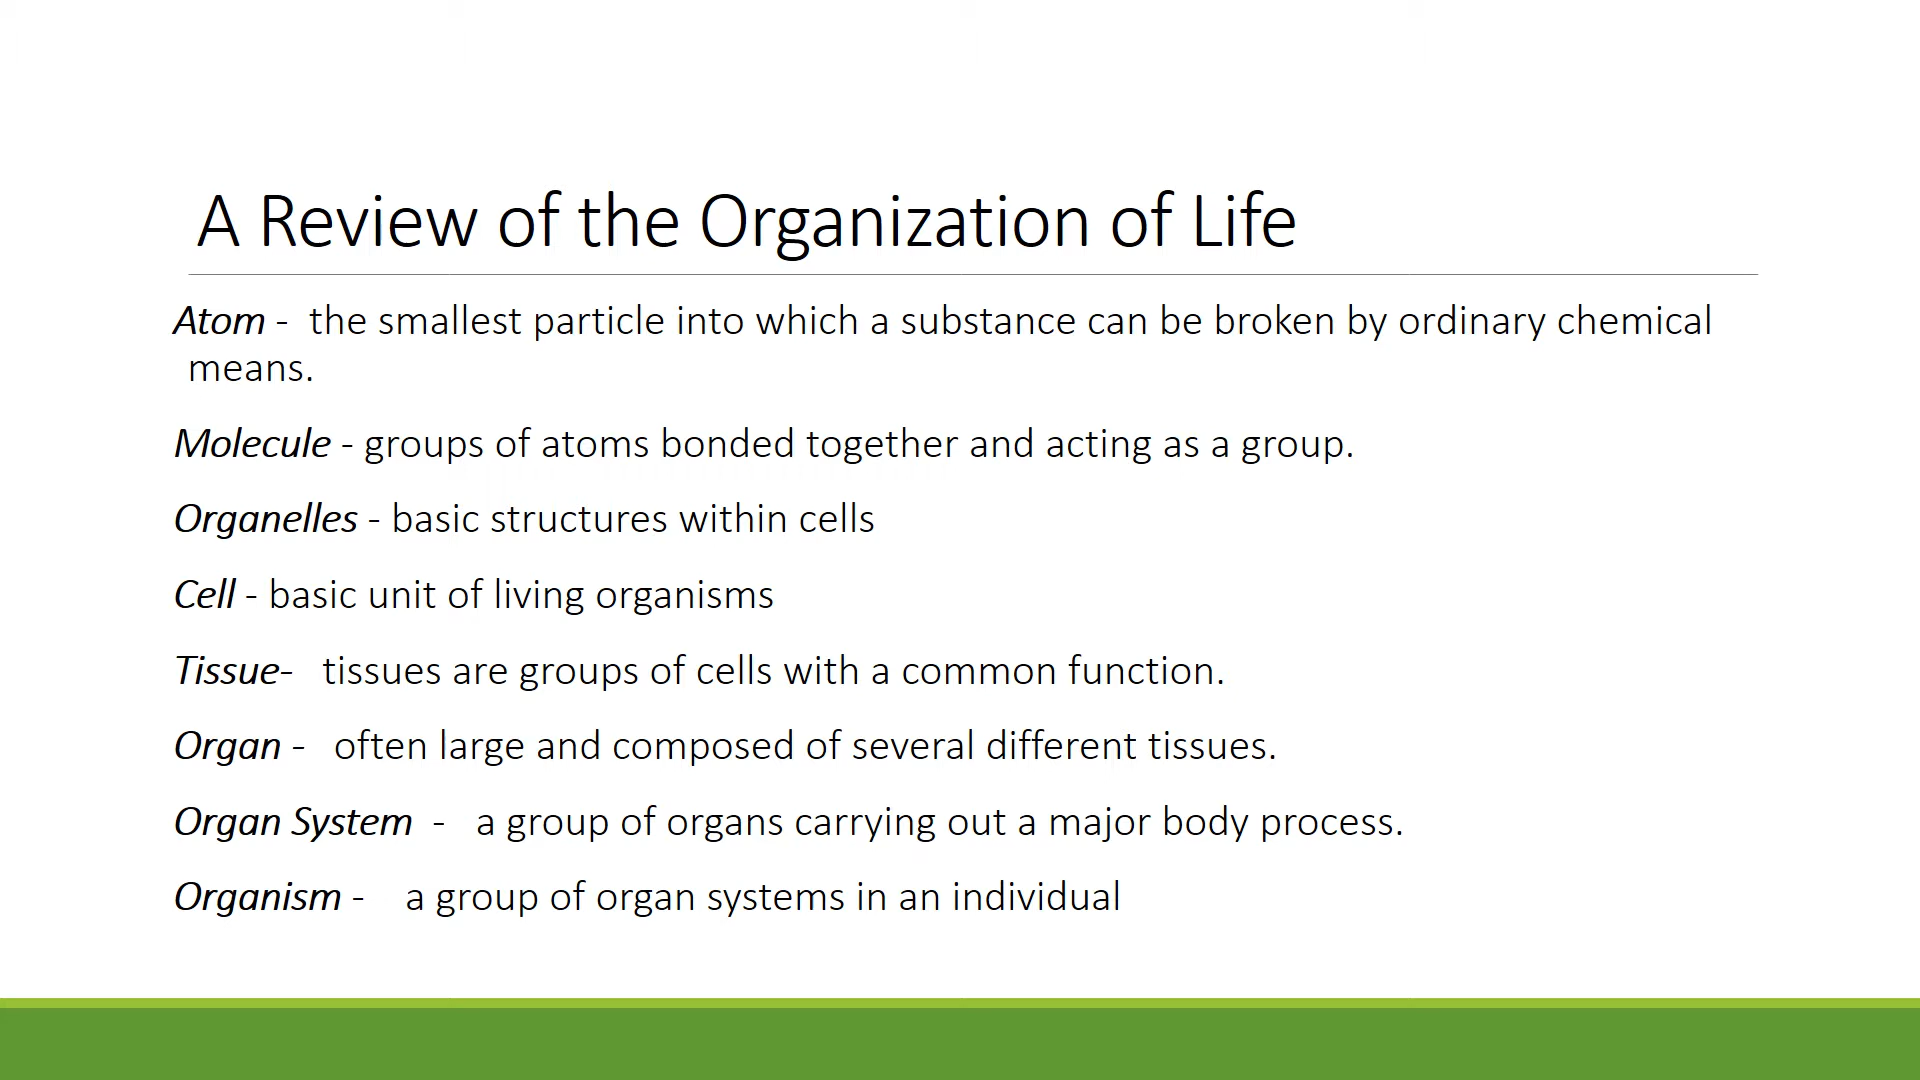 A Review of the Organization of Life
Atom - the smallest particle into which a substance can be broken by ordinary chemical
means.
Molecule - groups of atoms bonded together and acting as a group.
Organelles - basic structures within cells
Cell - basic unit of living organisms
Tissue- tissues are groups of cells with a common function.
Organ - often large and composed of several different tissues.
Organ System - a group of organs carrying out a major body process.
Organism - a group of organ systems in an individual